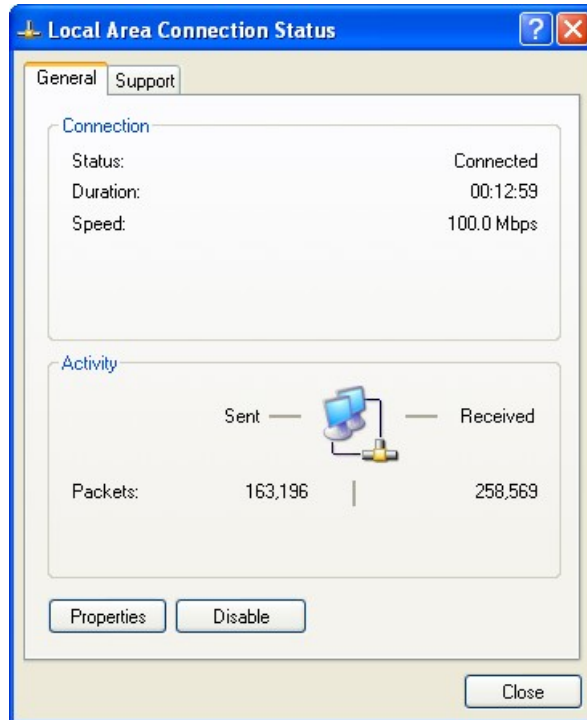 Local Area Connection Status
?
General Support
Connection
Status: Connected
Duration: 00:12:59
Speed: 100.0 Mbps
Activity
Sent Received
Packets: 163,196 258,569
Properties Disable
Close